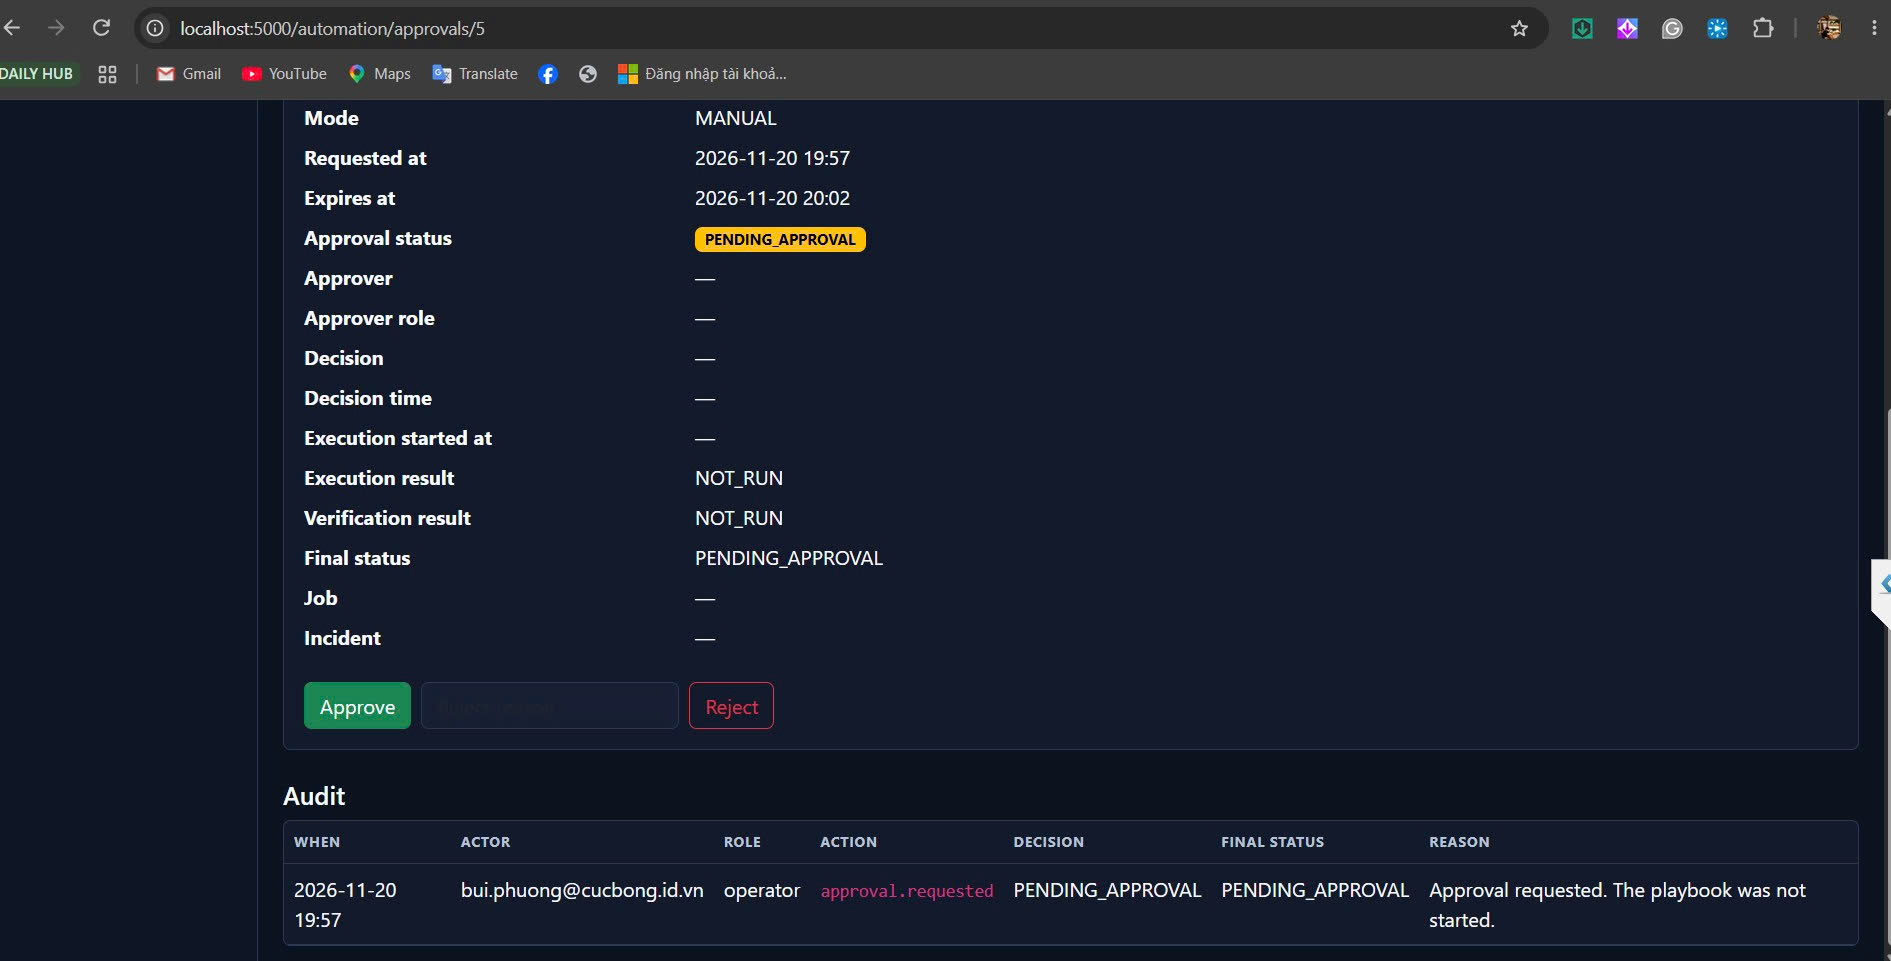 localhost:5000/automation/approvals/5
DAILY HUB Gmail YouTube Maps Translate Đăng nhập tài khoả...
Mode MANUAL
Requested at 2026-11-20 19:57
Expires at 2026-11-20 20:02
Approval status PENDING_APPROVAL
Approver —
Approver role —
Decision —
Decision time —
Execution started at —
Execution result NOT_RUN
Verification result NOT_RUN
Final status PENDING_APPROVAL
Job —
Incident —
Approve Reject
Audit
WHEN ACTOR ROLE ACTION DECISION FINAL STATUS REASON
2026-11-20 bui.phuong@cucbong.id.vn operator approval.requested PENDING_APPROVAL PENDING_APPROVAL Approval requested. The playbook was not
19:57 started.